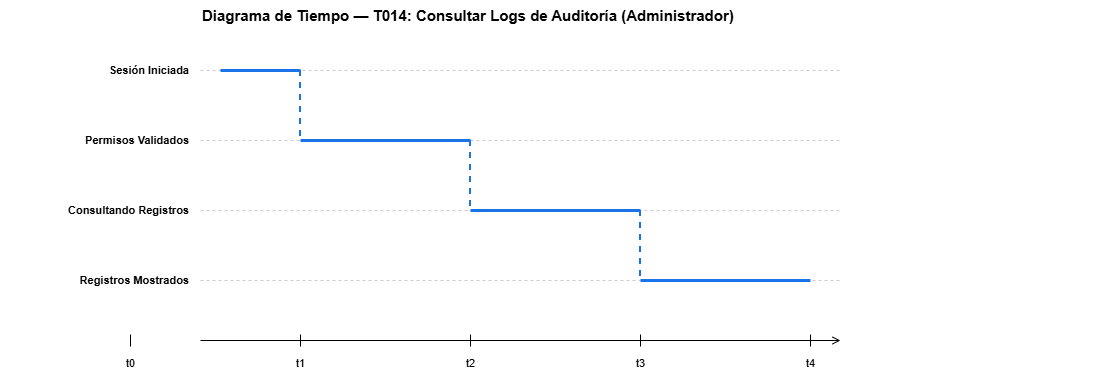 Diagrama de Tiempo — T014: Consultar Logs de Auditoría (Administrador)
Sesión Iniciada
Permisos Validados
Consultando Registros
Registros Mostrados
t0 t1 t2 t3 t4